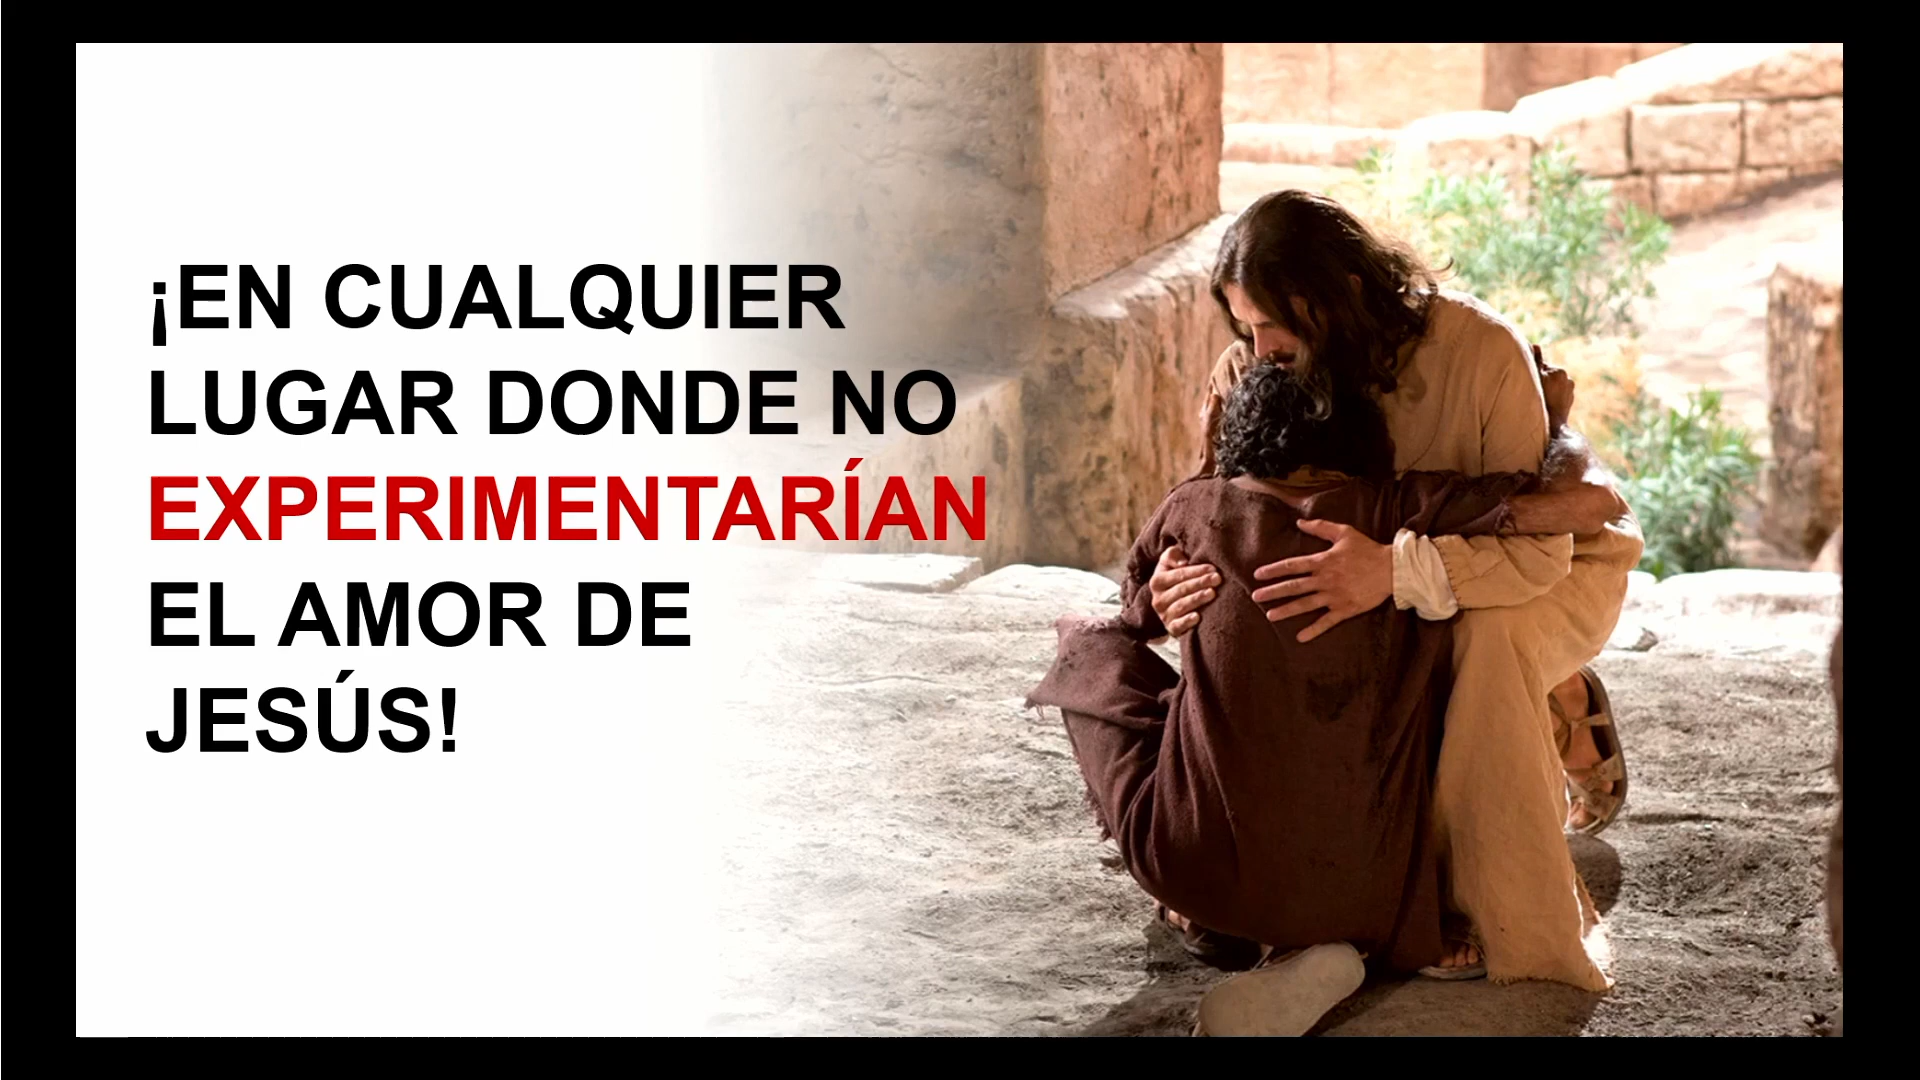 ¡EN CUALQUIER
LUGAR DONDE NO
EXPERIMENTARÍAN
EL AMOR DE
JESÚS!